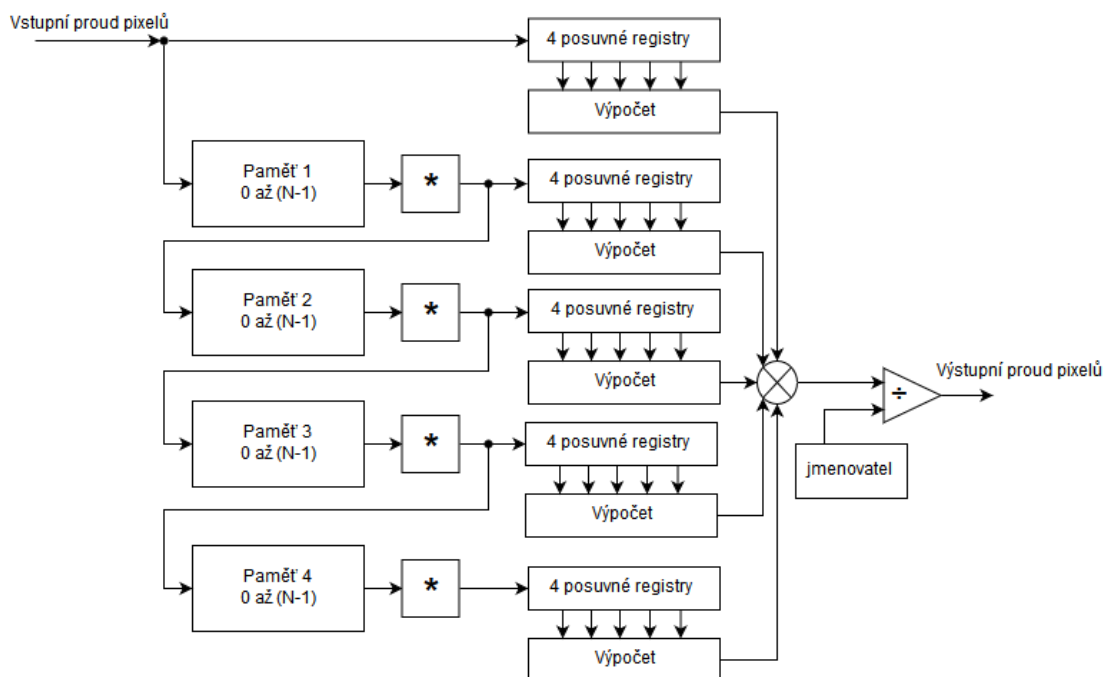 Vstupní proud pixelů
4 posuvné registry
Výpočet
Paměť 1
0 až (N-1)
*
4 posuvné registry
Výpočet
Paměť 2
0 až (N-1)
*
4 posuvné registry
Výpočet
Výstupní proud pixelů
÷
jmenovatel
Paměť 3
0 až (N-1)
*
4 posuvné registry
Výpočet
Paměť 4
0 až (N-1)
*
4 posuvné registry
Výpočet